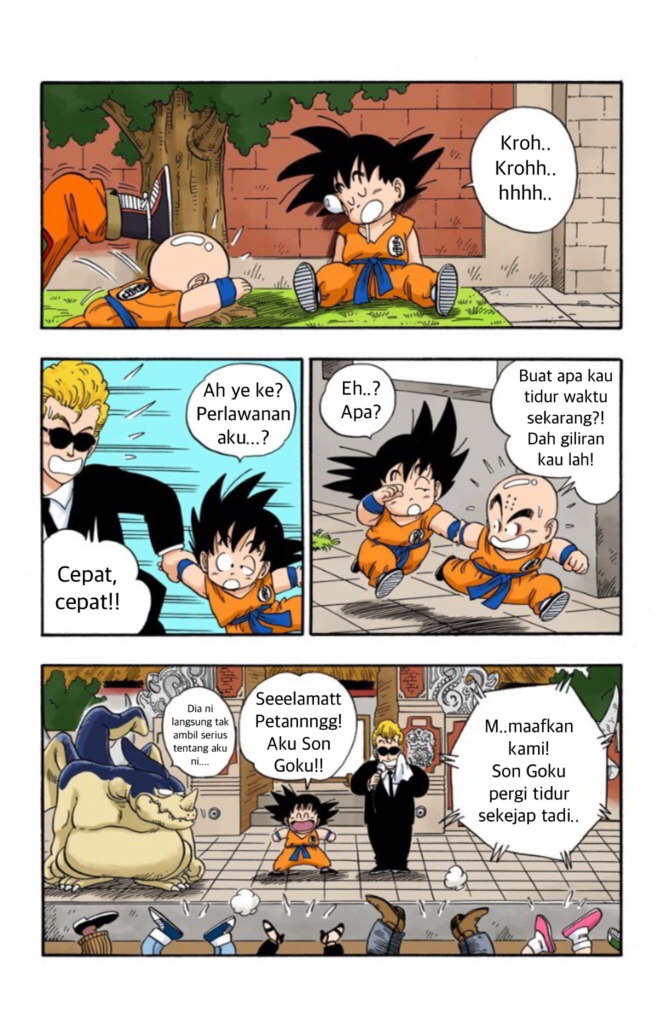 Kroh..
Krohh..
hhhh..
Buat apa kau
tidur waktu
sekarang?!
Dah giliran
kau lah!
Eh..?
Apa?
Ah ye ke?
Perlawanan
aku...?
Cepat,
cepat!!
M..maafkan
kami!
Son Goku
pergi tidur
sekejap tadi..
Seeelamatt
Petannngg!
Aku Son
Goku!!
Dia ni
langsung tak
ambil serius
tentang aku
ni....